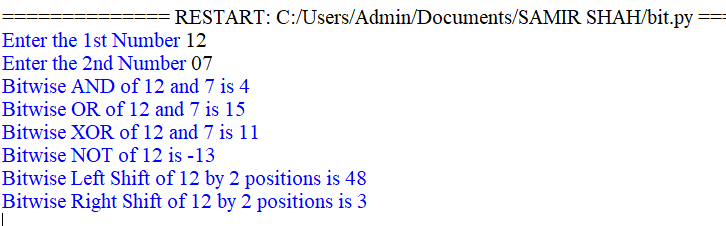 ============== RESTART: C:/Users/Admin/Documents/SAMIR SHAH/bit.py ==
Enter the 1st Number 12
Enter the 2nd Number 07
Bitwise AND of 12 and 7 is 4
Bitwise OR of 12 and 7 is 15
Bitwise XOR of 12 and 7 is 11
Bitwise NOT of 12 is -13
Bitwise Left Shift of 12 by 2 positions is 48
Bitwise Right Shift of 12 by 2 positions is 3